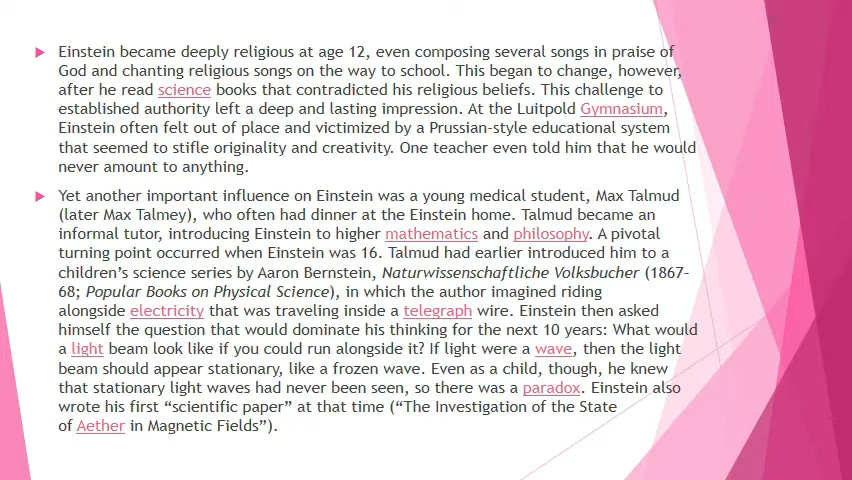 Einstein became deeply religious at age 12, even composing several songs in praise of
God and chanting religious songs on the way to school. This began to change, however,
after he read science books that contradicted his religious beliefs. This challenge to
established authority left a deep and lasting impression. At the Luitpold Gymnasium,
Einstein often felt out of place and victimized by a Prussian-style educational system
that seemed to stifle originality and creativity. One teacher even told him that he would
never amount to anything.
Yet another important influence on Einstein was a young medical student, Max Talmud
(later Max Talmey), who often had dinner at the Einstein home. Talmud became an
informal tutor, introducing Einstein to higher mathematics and philosophy. A pivotal
turning point occurred when Einstein was 16. Talmud had earlier introduced him to a
children’s science series by Aaron Bernstein, Naturwissenschaftliche Volksbucher (1867–
68; Popular Books on Physical Science), in which the author imagined riding
alongside electricity that was traveling inside a telegraph wire. Einstein then asked
himself the question that would dominate his thinking for the next 10 years: What would
a light beam look like if you could run alongside it? If light were a wave, then the light
beam should appear stationary, like a frozen wave. Even as a child, though, he knew
that stationary light waves had never been seen, so there was a paradox. Einstein also
wrote his first “scientific paper” at that time (“The Investigation of the State
of Aether in Magnetic Fields”).